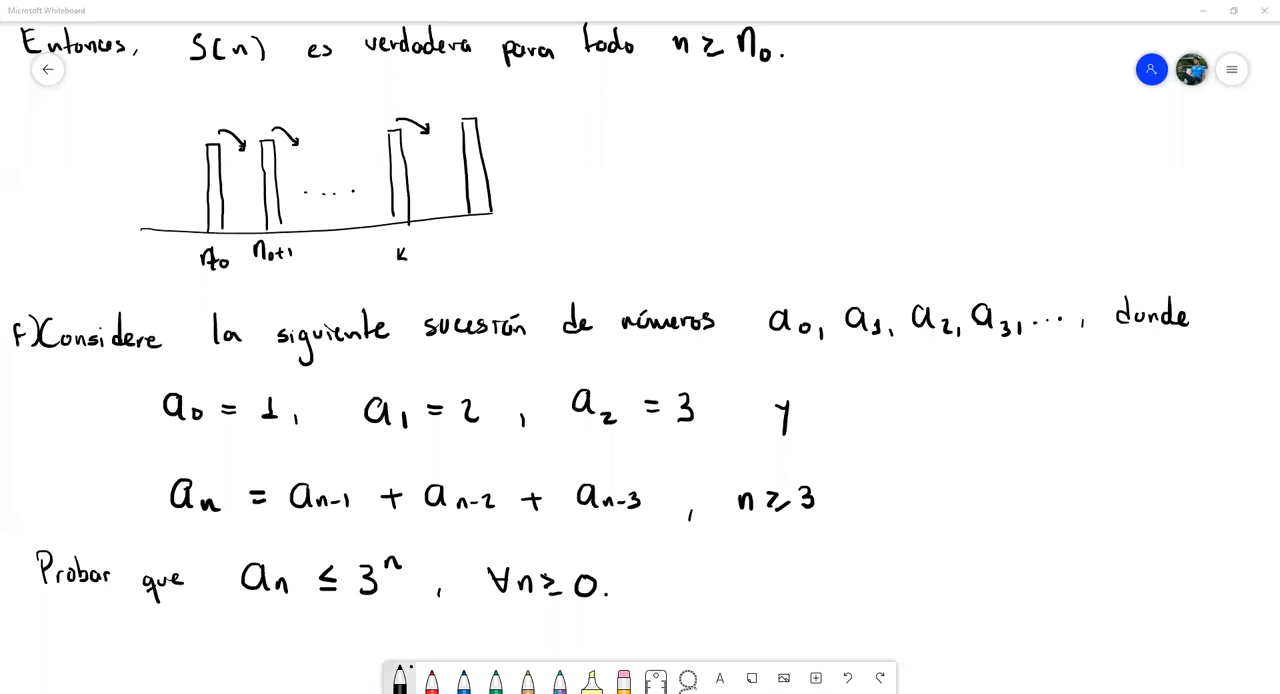 Microsoft Whiteboard
Entonces, S(n) es verdadera para todo n ≥ n₀.
n₀ n₀+1 k
f) Considere la siguiente sucesión de números a₀, a₁, a₂, a₃, ..., donde
a₀ = 1, a₁ = 2, a₂ = 3 y
aₙ = aₙ₋₁ + aₙ₋₂ + aₙ₋₃, n ≥ 3
Probar que aₙ ≤ 3ⁿ, ∀n ≥ 0.
A